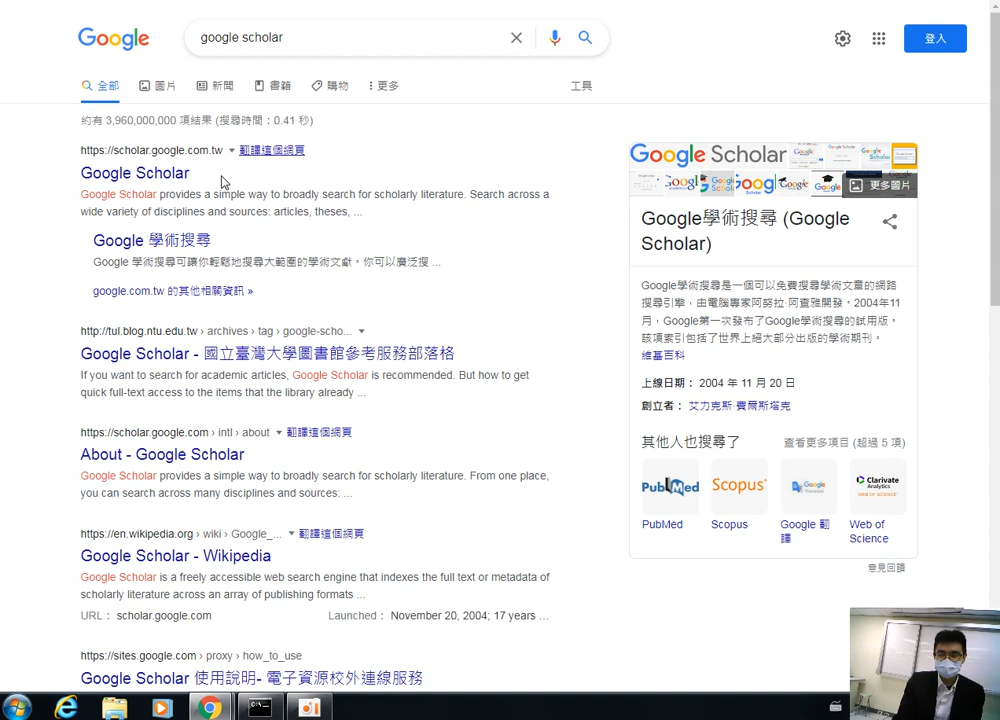 Google
google scholar
登入
全部
圖片
新聞
書籍
購物
更多
工具
約有 3,960,000,000 項結果 (搜尋時間：0.41 秒)
https://scholar.google.com.tw 翻譯這個網頁
Google Scholar
Google Scholar provides a simple way to broadly search for scholarly literature. Search across a
wide variety of disciplines and sources: articles, theses, ...
Google 學術搜尋
Google 學術搜尋可讓你輕鬆地搜尋大範圍的學術文獻。你可以廣泛搜 ...
google.com.tw 的其他相關資訊 »
http://tul.blog.ntu.edu.tw › archives › tag › google-scho...
Google Scholar - 國立臺灣大學圖書館參考服務部落格
If you want to search for academic articles, Google Scholar is recommended. But how to get
quick full-text access to the items that the library already ...
https://scholar.google.com › intl › about 翻譯這個網頁
About - Google Scholar
Google Scholar provides a simple way to broadly search for scholarly literature. From one place,
you can search across many disciplines and sources: ...
https://en.wikipedia.org › wiki › Google_... 翻譯這個網頁
Google Scholar - Wikipedia
Google Scholar is a freely accessible web search engine that indexes the full text or metadata of
scholarly literature across an array of publishing formats ...
URL： scholar.google.com
Launched： November 20, 2004; 17 years ...
https://sites.google.com › proxy › how_to_use
Google Scholar 使用說明- 電子資源校外連線服務
Google Scholar
更多圖片
Google學術搜尋 (Google
Scholar)
Google學術搜尋是一個可以免費搜尋學術文章的網路
搜尋引擎，由電腦專家阿努拉·阿查雅開發。2004年11
月，Google第一次發布了Google學術搜尋的試用版。
該項索引包括了世界上絕大部分出版的學術期刊。
維基百科
上線日期： 2004 年 11 月 20 日
創立者： 艾力克斯·費爾斯塔克
其他人也搜尋了
查看更多項目 (超過 5 項)
PubMed
Scopus
Google
Clarivate
Analytics
WEB OF SCIENCE
PubMed
Scopus
Google 翻
譯
Web of
Science
意見回饋